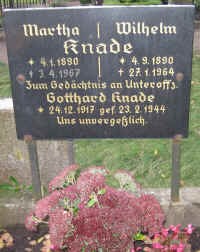 Martha | Wilhelm
Knade
* 4.1.1890 * 4.9.1890
+ 3.4.1967 + 27.1.1964
Zum Gedächtnis an Unteroffz.
Gotthard Knade
* 24.12.1917 gef. 23.2.1944
Uns unvergeßlich.